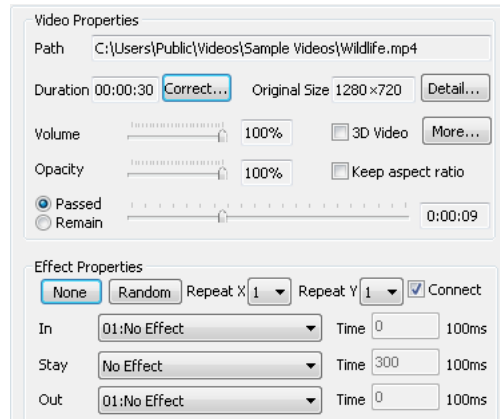 Video Properties
Path C:\Users\Public\Videos\Sample Videos\Wildlife.mp4
Duration 00:00:30 Correct... Original Size 1280×720 Detail...
Volume 100% 3D Video More...
Opacity 100% Keep aspect ratio
Passed
Remain 0:00:09
Effect Properties
None Random Repeat X 1 Repeat Y 1 Connect
In 01:No Effect Time 0 100ms
Stay No Effect Time 300 100ms
Out 01:No Effect Time 0 100ms